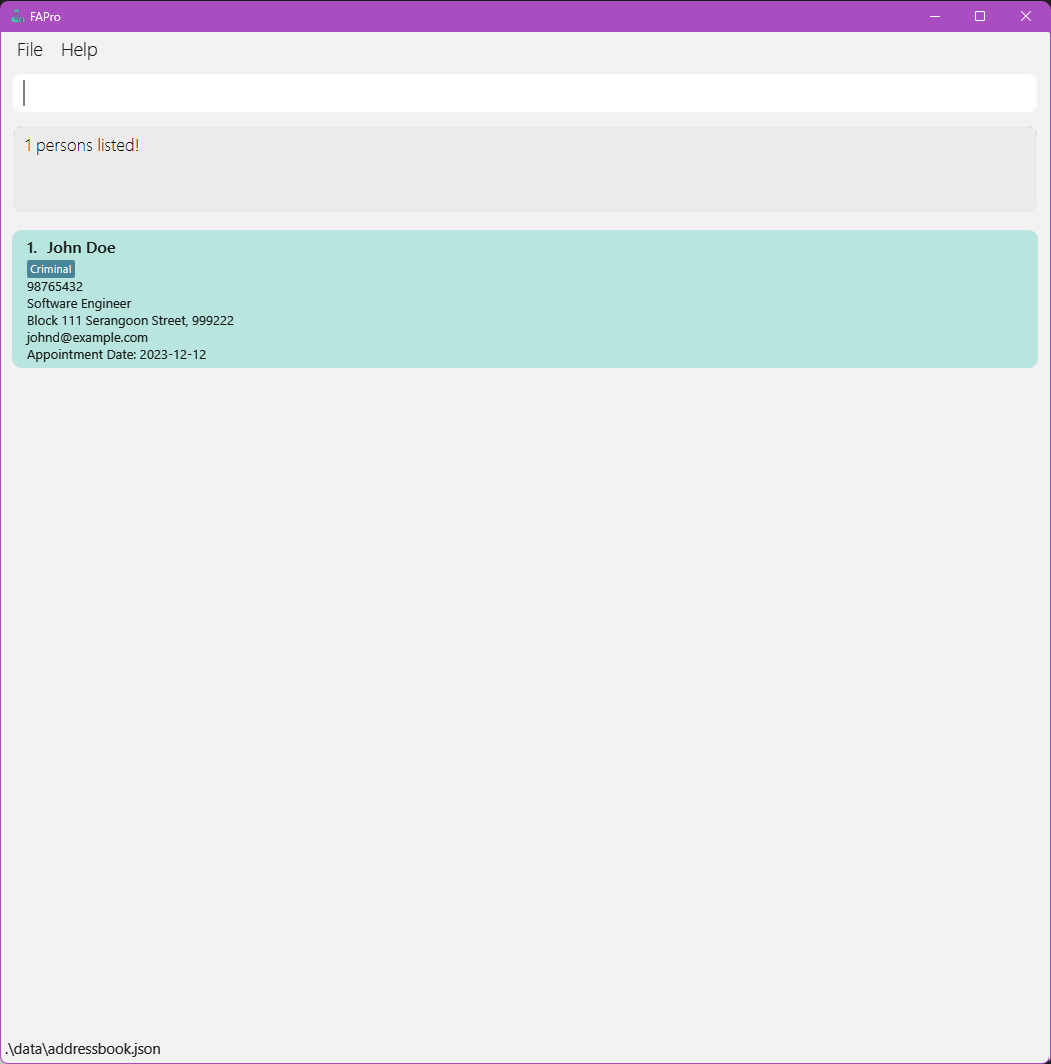 FAPro
File Help
1 persons listed!
1. John Doe
Criminal
98765432
Software Engineer
Block 111 Serangoon Street, 999222
johnd@example.com
Appointment Date: 2023-12-12
.\data\addressbook.json